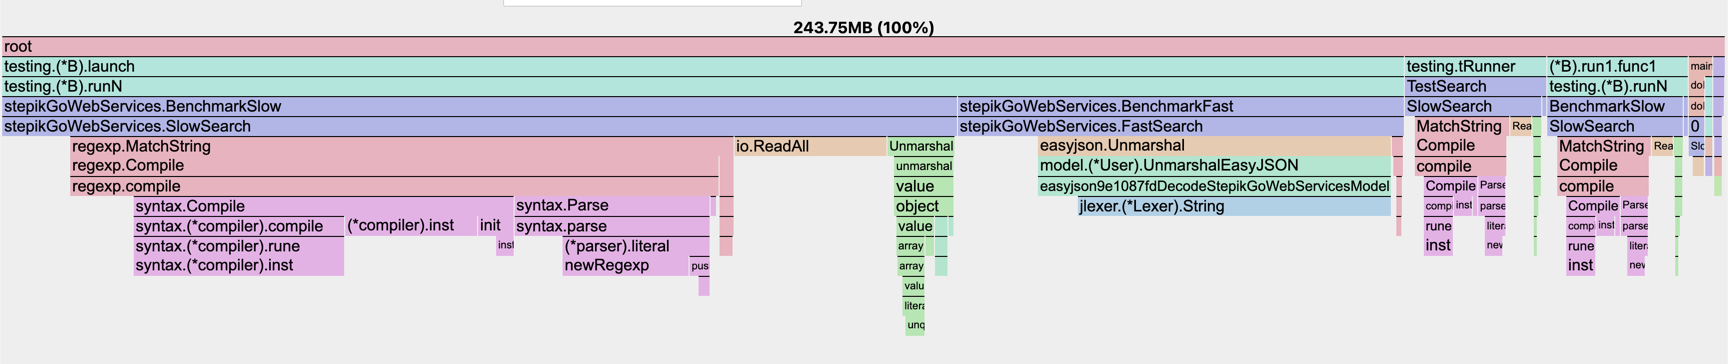 243.75MB (100%)
root
testing.(*B).launch testing.tRunner (*B).run1.func1 main
testing.(*B).runN TestSearch testing.(*B).runN dol
stepikGoWebServices.BenchmarkSlow stepikGoWebServices.BenchmarkFast SlowSearch BenchmarkSlow dol
stepikGoWebServices.SlowSearch stepikGoWebServices.FastSearch MatchString Rea SlowSearch 0
regexp.MatchString io.ReadAll Unmarshal easyjson.Unmarshal Compile MatchString Rea Slo
regexp.Compile unmarshal model.(*User).UnmarshalEasyJSON compile Compile
regexp.compile value easyjson9e1087fdDecodeStepikGoWebServicesModel Compile Parse compile
syntax.Compile syntax.Parse object jlexer.(*Lexer).String comp inst parse Compile Parse
syntax.(*compiler).compile (*compiler).inst init syntax.parse value rune liter comp inst parse
syntax.(*compiler).rune inst (*parser).literal array inst new rune liter
syntax.(*compiler).inst newRegexp pus array inst new
valu
litera
unq